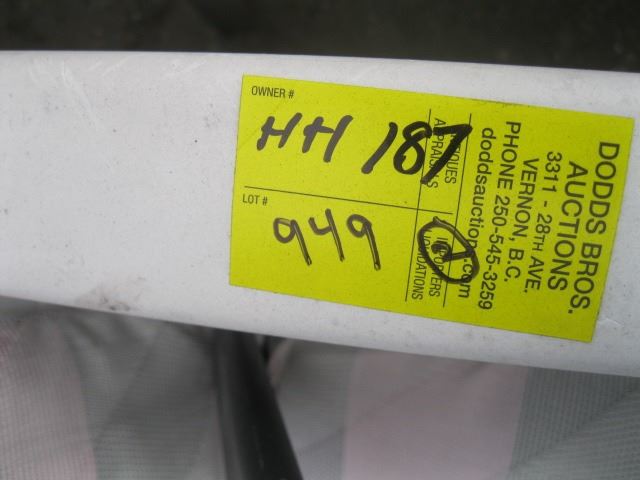 OWNER #
HH 187
LOT #
949
2
DODDS BROS.
AUCTIONS
3311 - 28TH AVE.
VERNON, B.C.
PHONE 250-545-3259
doddsauction.com
ANTIQUES
APPRAISALS
LIQUIDATIONS